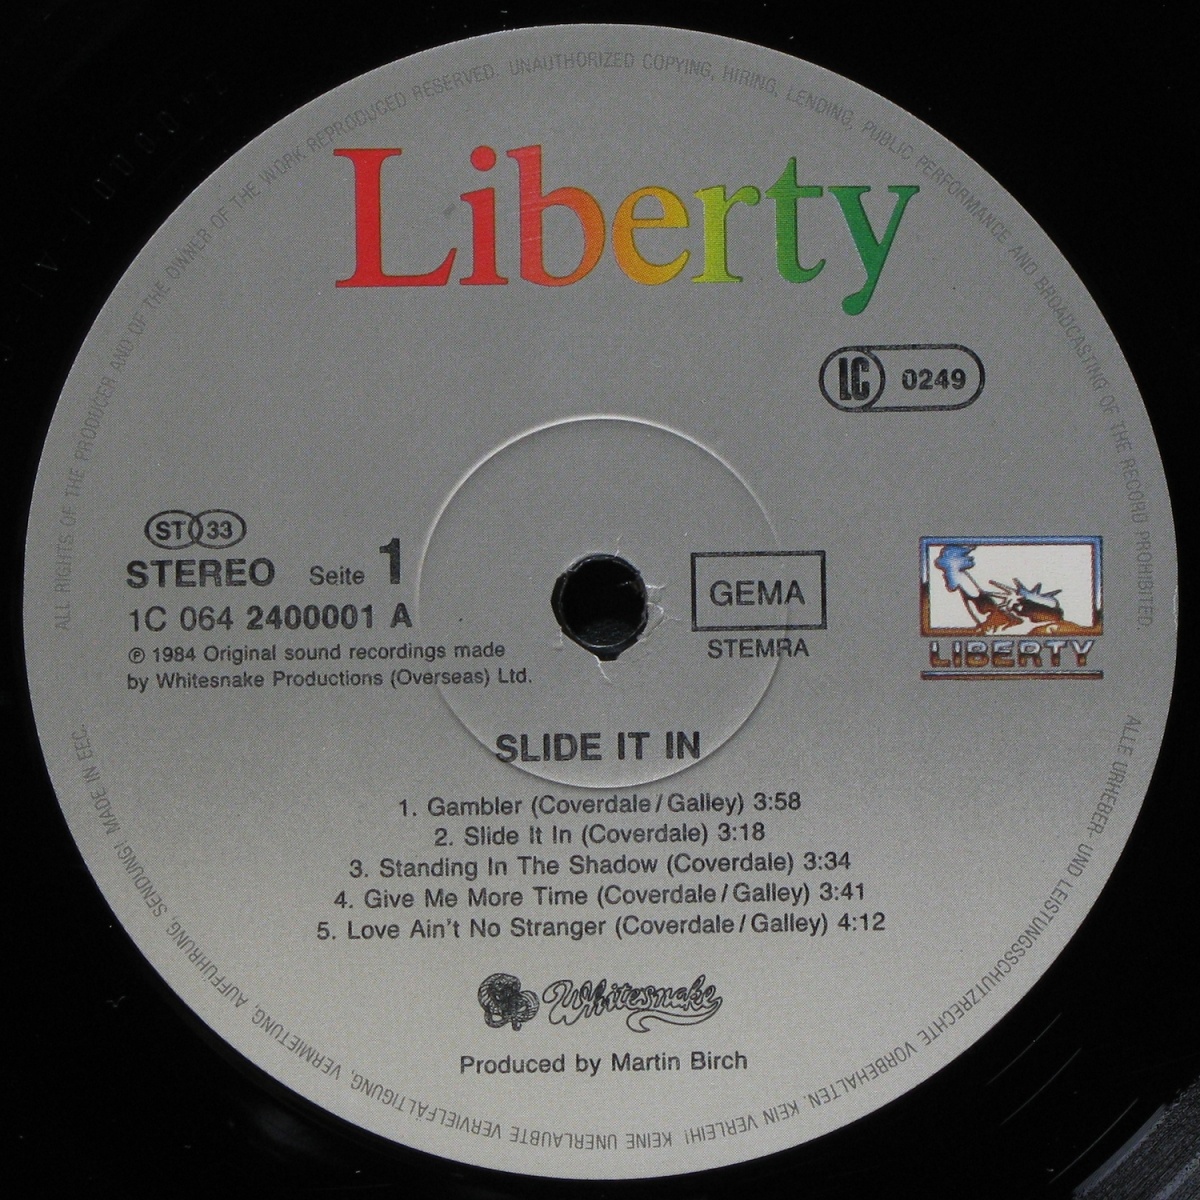 ALL RIGHTS OF THE PRODUCER AND OF THE OWNER OF THE WORK REPRODUCED RESERVED. UNAUTHORIZED COPYING, HIRING, LENDING, PUBLIC PERFORMANCE AND BROADCASTING OF THE RECORD PROHIBITED.
Liberty
LC 0249
ST 33
STEREO Seite 1
1C 064 2400001 A
℗ 1984 Original sound recordings made
by Whitesnake Productions (Overseas) Ltd.
GEMA
STEMRA
LIBERTY
SLIDE IT IN
1. Gambler (Coverdale/Galley) 3:58
2. Slide It In (Coverdale) 3:18
3. Standing In The Shadow (Coverdale) 3:34
4. Give Me More Time (Coverdale/Galley) 3:41
5. Love Ain't No Stranger (Coverdale/Galley) 4:12
Whitesnake
Produced by Martin Birch
ALLE URHEBER- UND LEISTUNGSSCHUTZRECHTE VORBEHALTEN. KEIN VERLEIH! KEINE UNERLAUBTE VERVIELFÄLTIGUNG, VERMIETUNG, AUFFÜHRUNG, SENDUNG! MADE IN EEC.